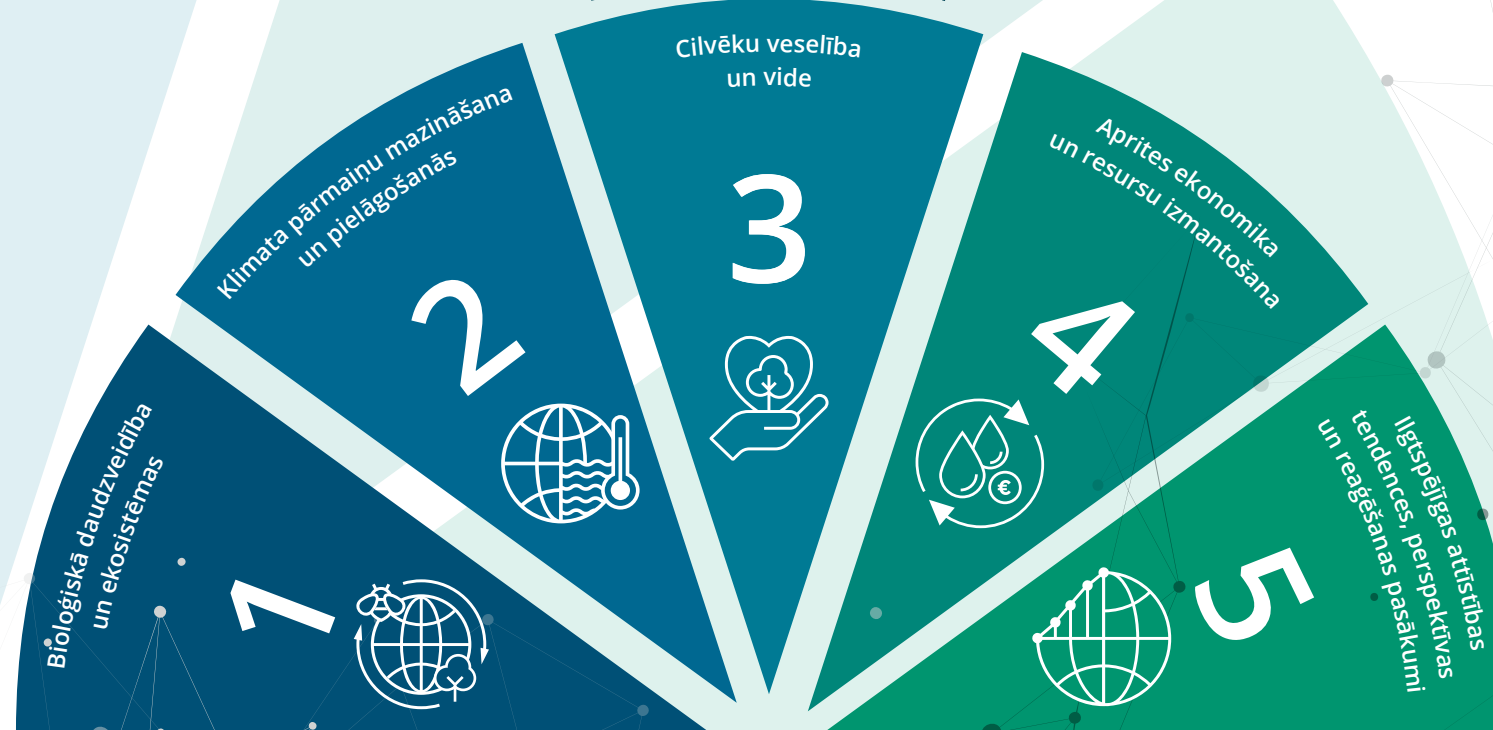 Bioloģiskā daudzveidība
un ekosistēmas
1
Klimata pārmaiņu mazināšana
un pielāgošanās
2
Cilvēku veselība
un vide
3
Aprites ekonomika
un resursu izmantošana
4
€
Ilgtspējīgas attīstības
tendences, perspektīvas
un reaģēšanas pasākumi
5